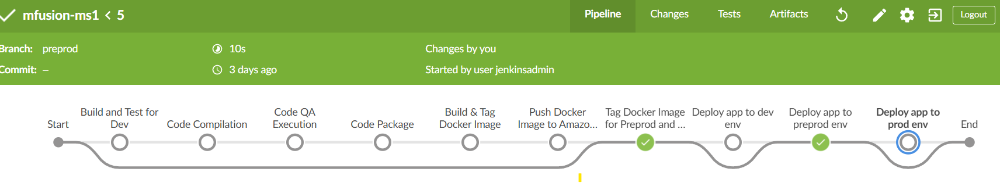 mfusion-ms1 < 5
Pipeline
Changes
Tests
Artifacts
Logout
Branch: preprod
10s
Changes by you
Commit: –
3 days ago
Started by user jenkinsadmin
Start
Build and Test for
Dev
Code Compilation
Code QA
Execution
Code Package
Build & Tag
Docker Image
Push Docker
Image to Amazo...
Tag Docker Image
for Preprod and ...
Deploy app to dev
env
Deploy app to
preprod env
Deploy app to
prod env
End